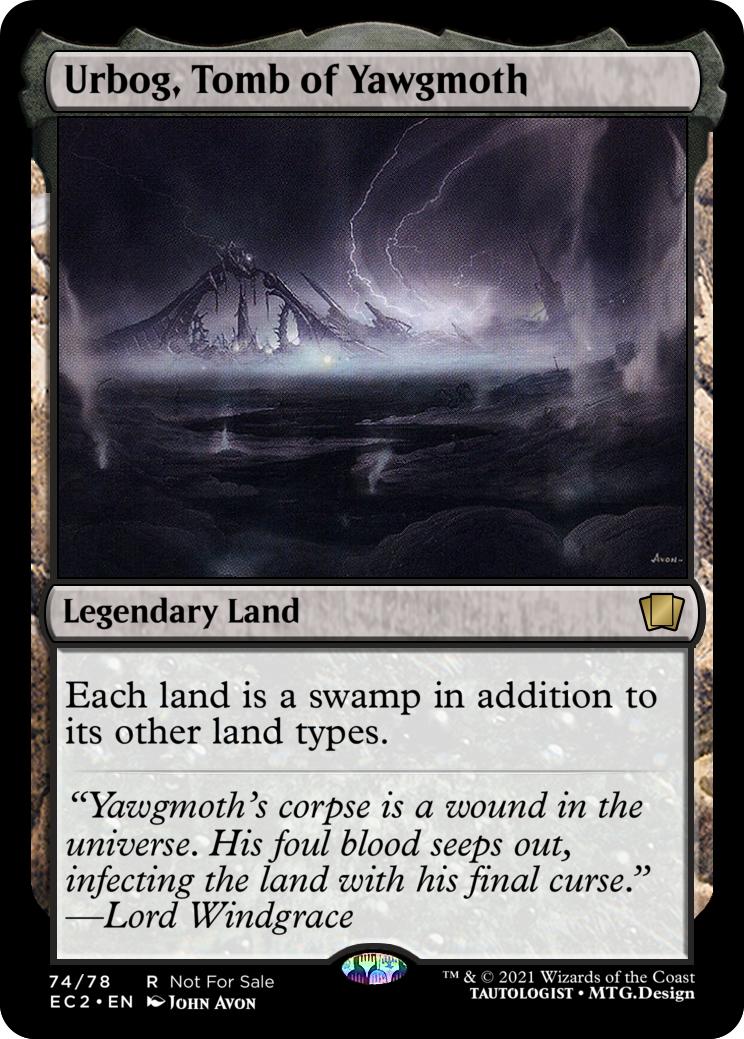 Urbog, Tomb of Yawgmoth
Avon-
Legendary Land
Each land is a swamp in addition to
its other land types.
“Yawgmoth’s corpse is a wound in the
universe. His foul blood seeps out,
infecting the land with his final curse.”
—Lord Windgrace
74/78 R Not For Sale ™ & © 2021 Wizards of the Coast
EC2 • EN John Avon TAUTOLOGIST • MTG.Design